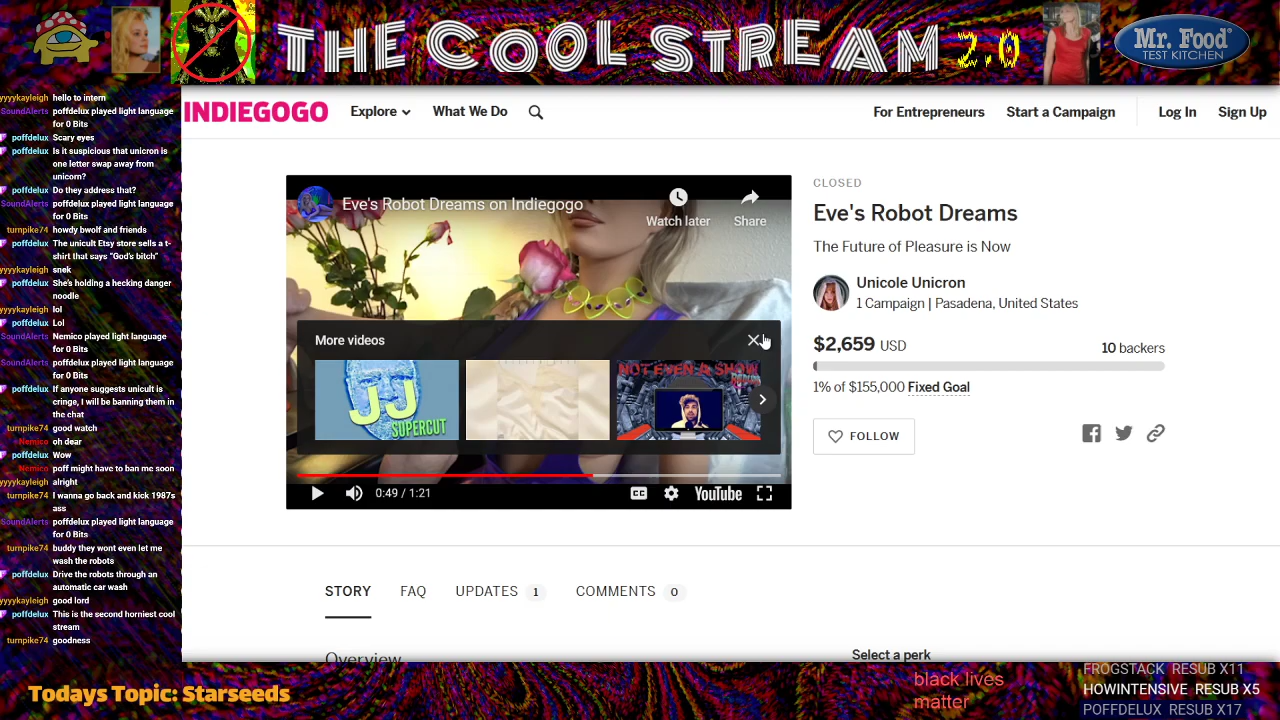 THE COOL STREAM 2.0
Mr. Food
TEST KITCHEN
yyyykayleigh hello to intern
SoundAlerts poffdelux played light language
for 0 Bits
poffdelux Scary eyes
poffdelux Is it suspicious that unicron is
one letter swap away from
unicorn?
poffdelux Do they address that?
SoundAlerts poffdelux played light language
for 0 Bits
turnpike74 howdy bwolf and friends
poffdelux The unicult Etsy store sells a t-
shirt that says "God's bitch"
yyyykayleigh snek
poffdelux She's holding a hecking danger
noodle
yyyykayleigh lol
poffdelux Lol
SoundAlerts Nemico played light language
for 0 Bits
SoundAlerts poffdelux played light language
for 0 Bits
poffdelux If anyone suggests unicult is
cringe, I will be banning them in
the chat
turnpike74 good watch
Nemico oh dear
poffdelux Wow
Nemico poff might have to ban me soon
yyyykayleigh alright
turnpike74 I wanna go back and kick 1987s
ass
SoundAlerts poffdelux played light language
for 0 Bits
turnpike74 buddy they wont even let me
wash the robots
poffdelux Drive the robots through an
automatic car wash
yyyykayleigh good lord
poffdelux This is the second horniest cool
stream
turnpike74 goodness
INDIEGOGO
Explore
What We Do
For Entrepreneurs
Start a Campaign
Log In
Sign Up
Eve's Robot Dreams on Indiegogo
Watch later
Share
More videos
JJ
SUPERCUT
NOT EVEN A SHOW
0:49 / 1:21
CC
YouTube
CLOSED
Eve's Robot Dreams
The Future of Pleasure is Now
Unicole Unicron
1 Campaign | Pasadena, United States
$2,659 USD
10 backers
1% of $155,000 Fixed Goal
FOLLOW
STORY
FAQ
UPDATES 1
COMMENTS 0
Overview
Select a perk
Todays Topic: Starseeds
black lives
matter
FROGSTACK RESUB X11
HOWINTENSIVE RESUB X5
POFFDELUX RESUB X17